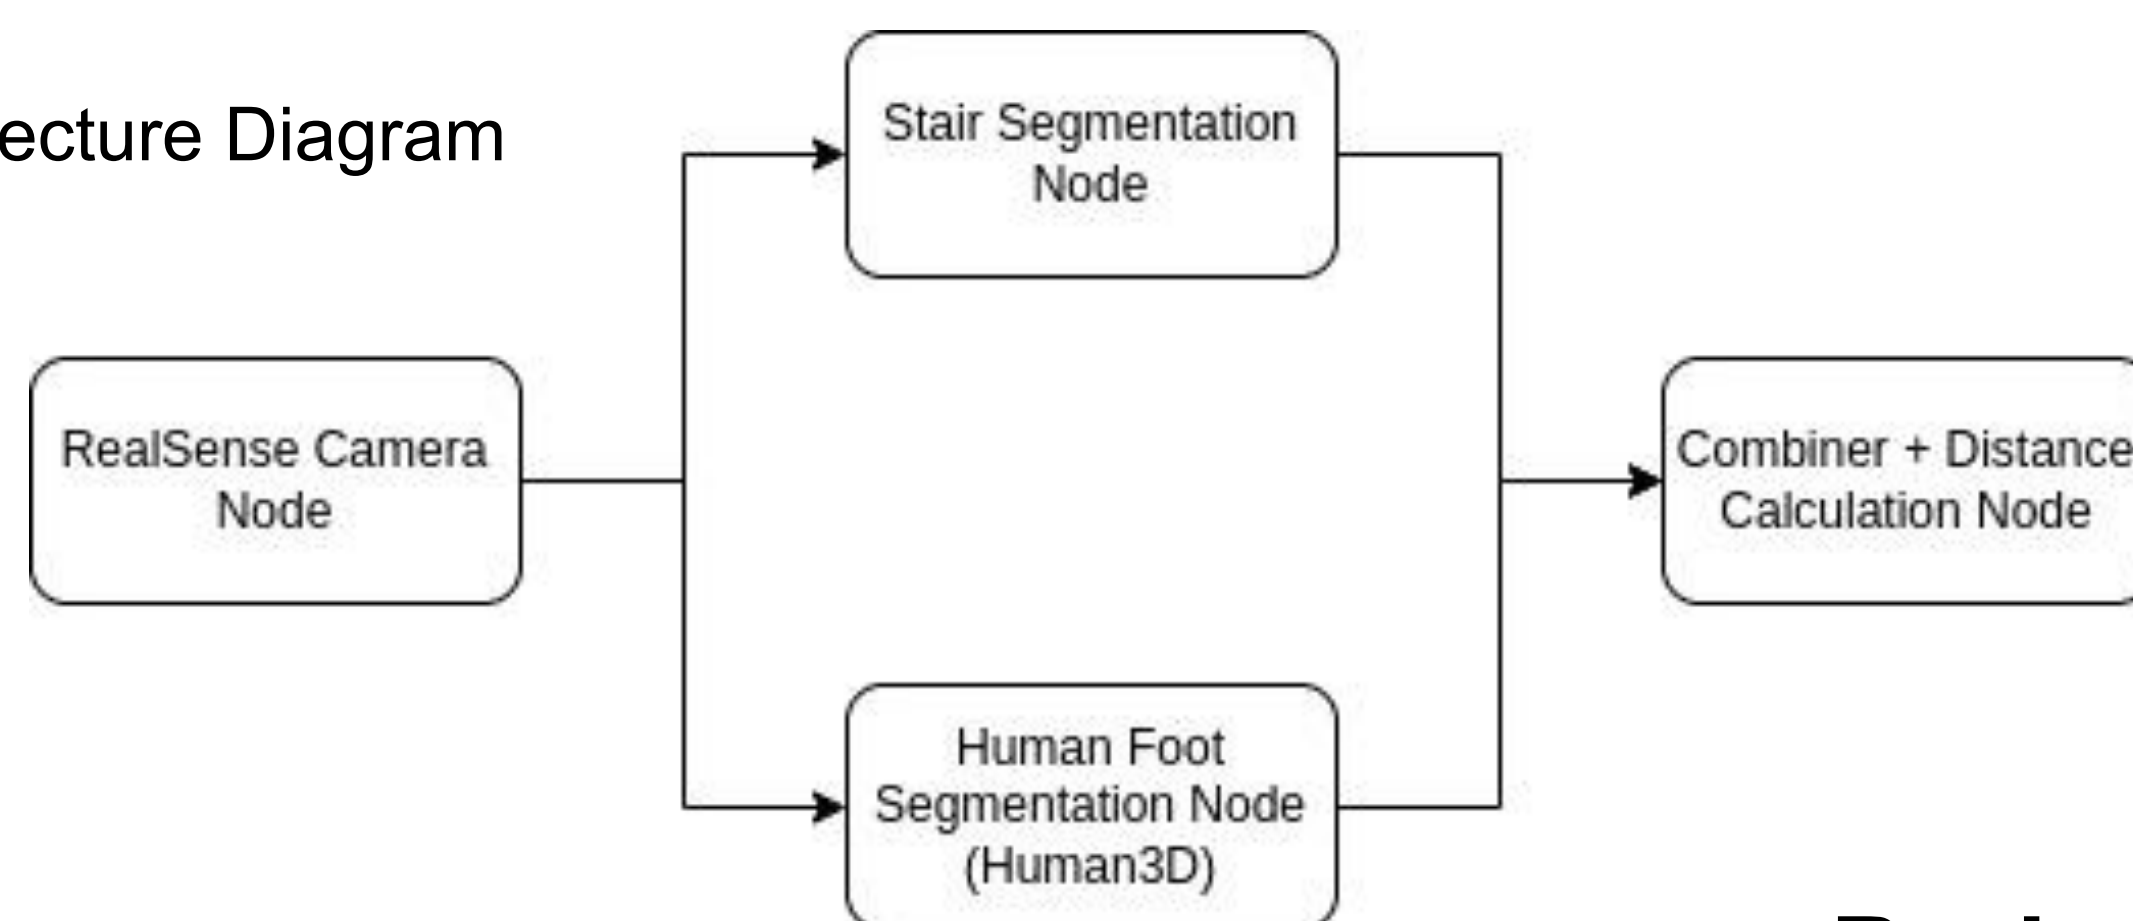 ecture Diagram
Stair Segmentation
Node
RealSense Camera
Node
Combiner + Distance
Calculation Node
Human Foot
Segmentation Node
(Human3D)